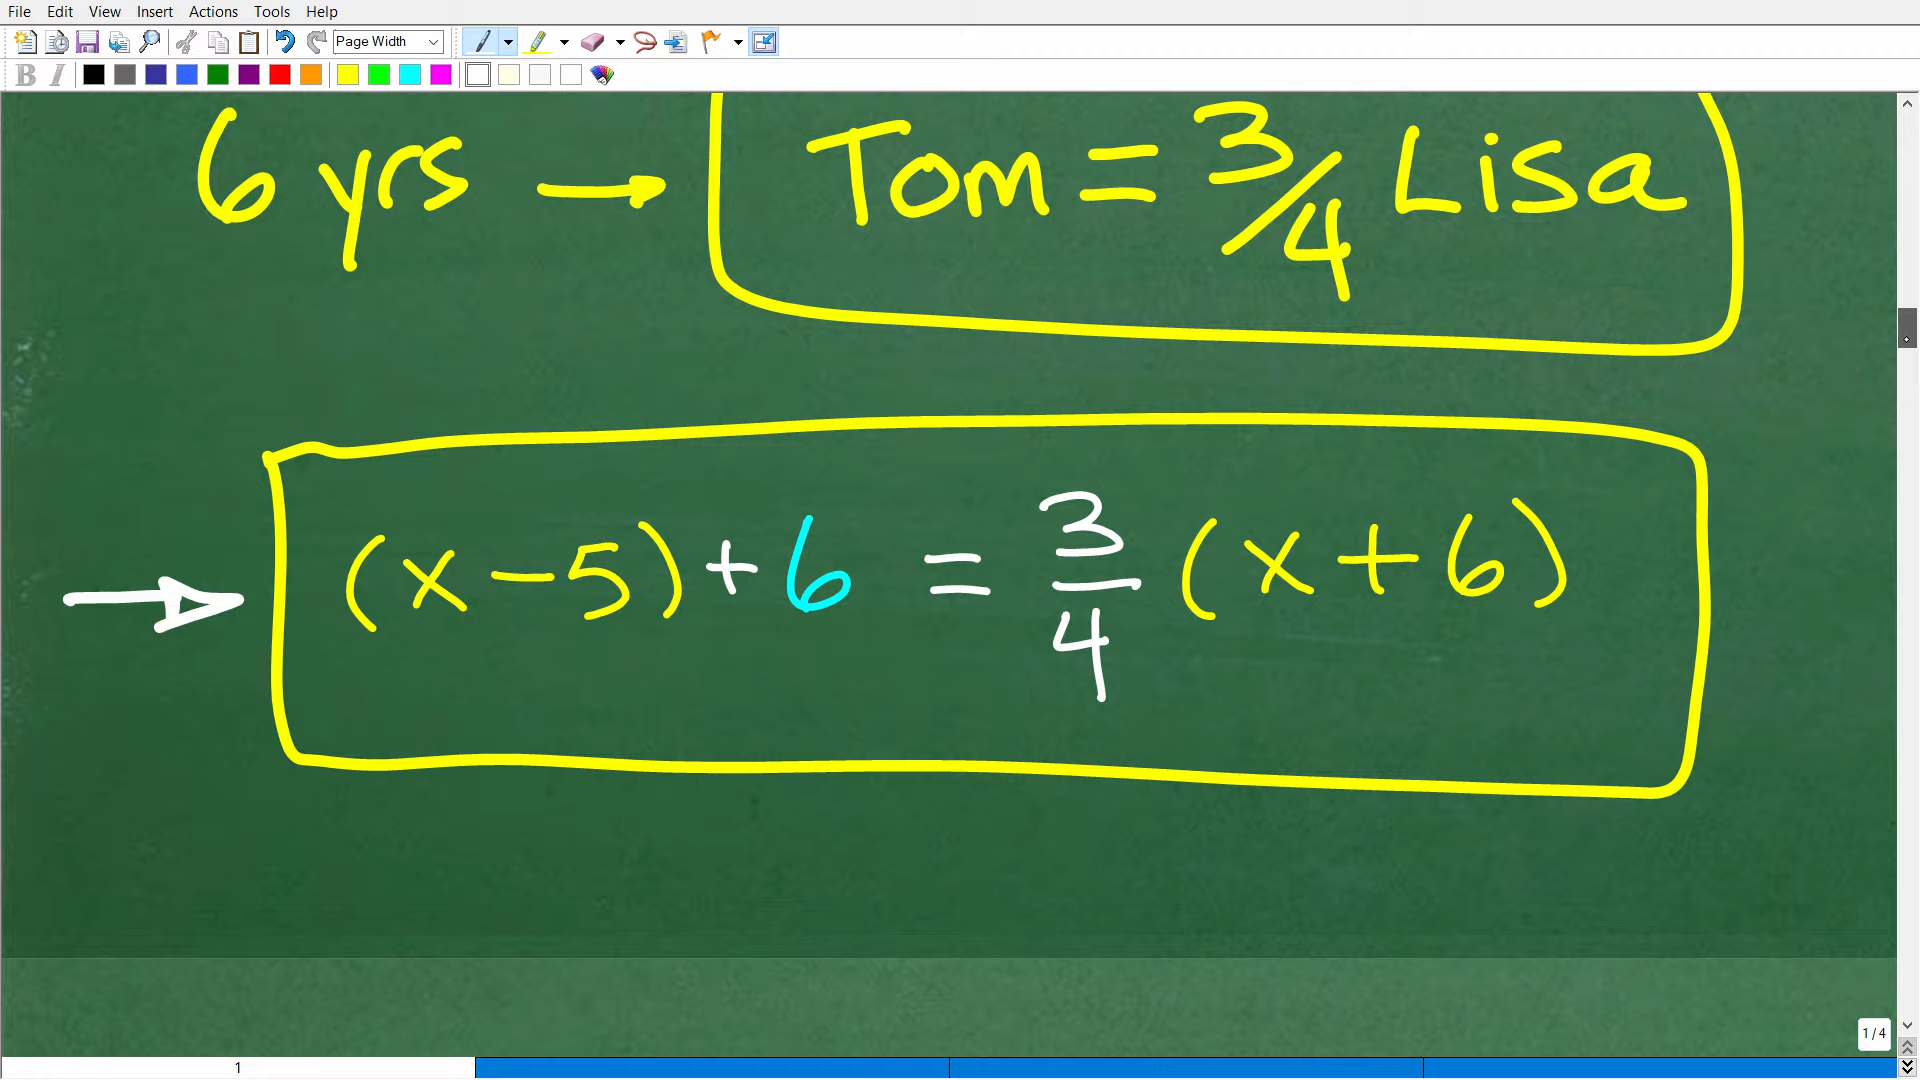 File Edit View Insert Actions Tools Help
Page Width
B I
6 yrs → Tom = 3/4 Lisa
(x - 5) + 6 = 3/4 (x + 6)
1 / 4
1